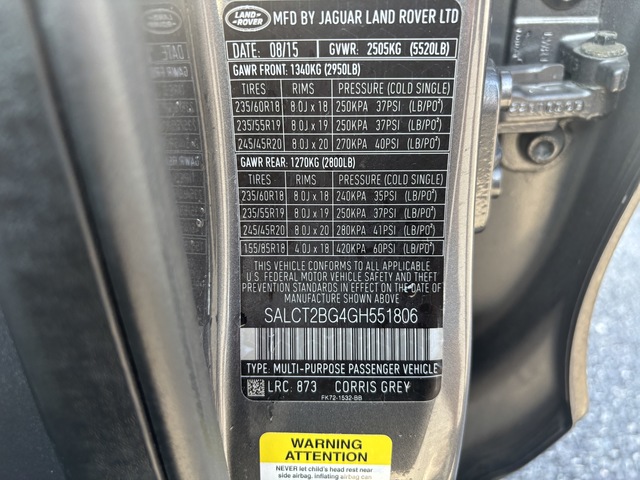 LAND ROVER
MFD BY JAGUAR LAND ROVER LTD
DATE: 08/15 GVWR: 2505KG (5520LB)
GAWR FRONT: 1340KG (2950LB)
TIRES RIMS PRESSURE (COLD SINGLE)
235/60R18 8.0J x 18 250KPA 37PSI (LB/PO²)
235/55R19 8.0J x 19 250KPA 37PSI (LB/PO²)
245/45R20 8.0J x 20 270KPA 40PSI (LB/PO²)
GAWR REAR: 1270KG (2800LB)
TIRES RIMS PRESSURE (COLD SINGLE)
235/60R18 8.0J x 18 240KPA 35PSI (LB/PO²)
235/55R19 8.0J x 19 250KPA 37PSI (LB/PO²)
245/45R20 8.0J x 20 280KPA 41PSI (LB/PO²)
155/85R18 4.0J x 18 420KPA 60PSI (LB/PO²)
THIS VEHICLE CONFORMS TO ALL APPLICABLE
U.S. FEDERAL MOTOR VEHICLE SAFETY AND THEFT
PREVENTION STANDARDS IN EFFECT ON THE DATE
OF MANUFACTURE SHOWN ABOVE
SALCT2BG4GH551806
TYPE: MULTI-PURPOSE PASSENGER VEHICLE
LRC: 873 CORRIS GREY
FK72-1532-BB
WARNING
ATTENTION
NEVER let child's head rest near
side airbag. inflating airbag can